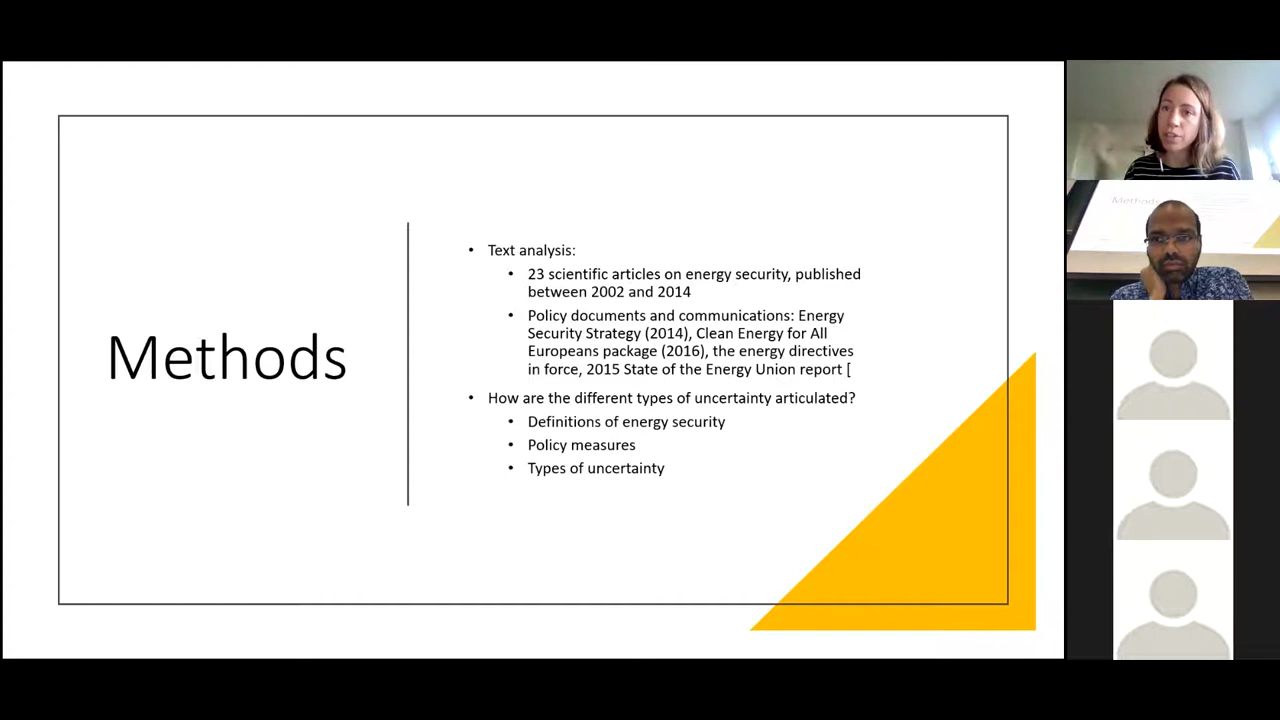 Methods
• Text analysis:
• 23 scientific articles on energy security, published
between 2002 and 2014
• Policy documents and communications: Energy
Security Strategy (2014), Clean Energy for All
Europeans package (2016), the energy directives
in force, 2015 State of the Energy Union report [
• How are the different types of uncertainty articulated?
• Definitions of energy security
• Policy measures
• Types of uncertainty
Methods